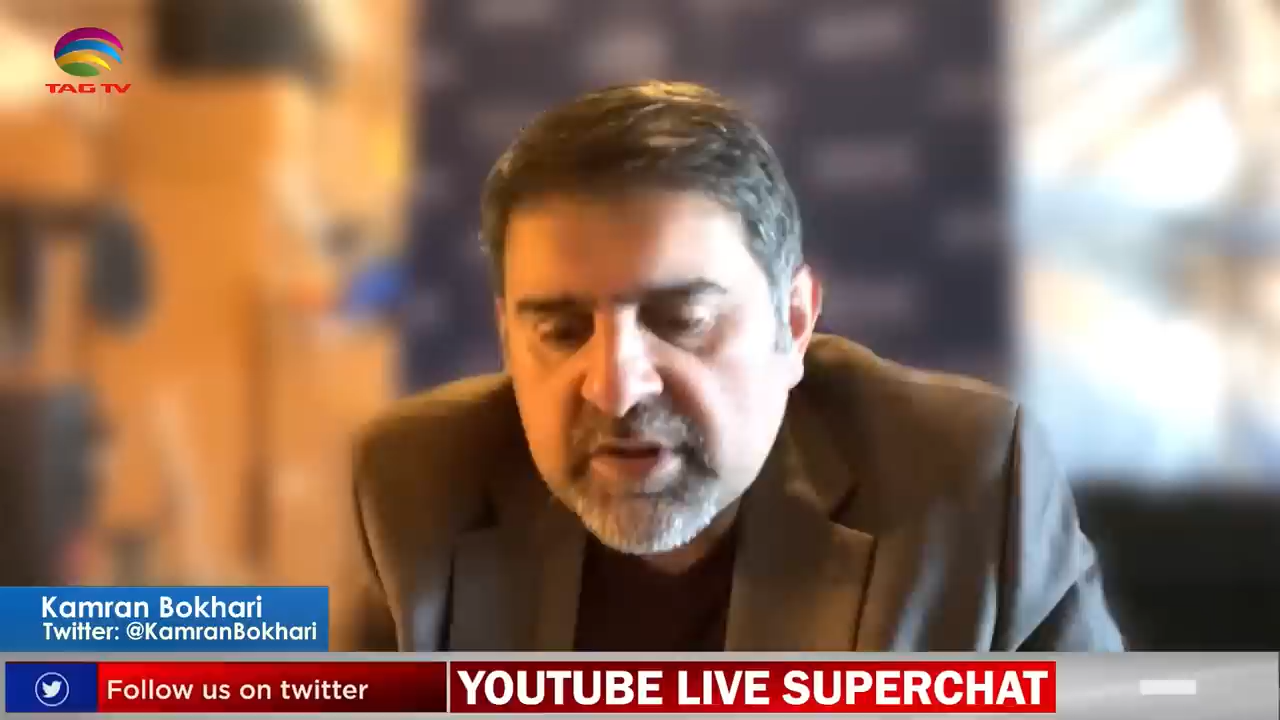 TAG TV
Kamran Bokhari
Twitter: @KamranBokhari
Follow us on twitter
YOUTUBE LIVE SUPERCHAT